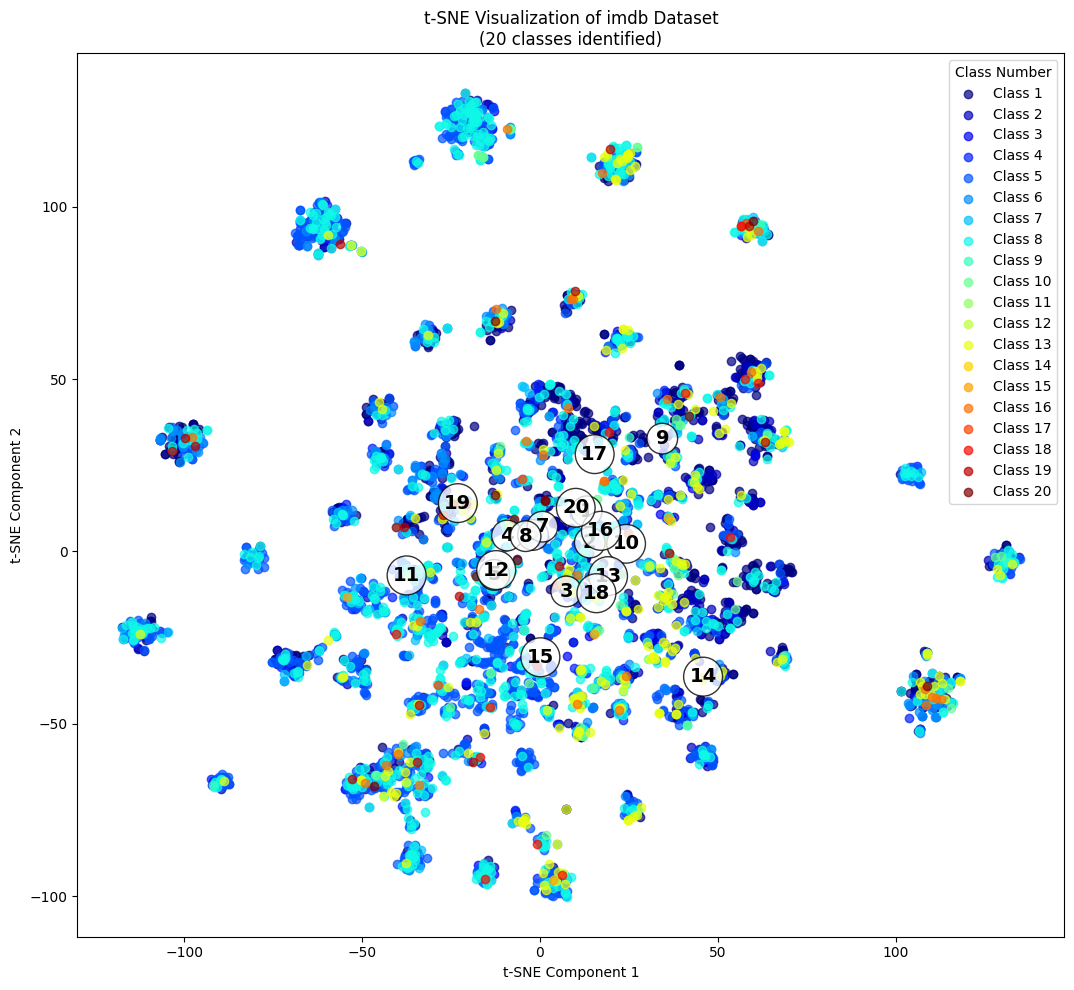 t-SNE Visualization of imdb Dataset
(20 classes identified)
Class Number
Class 1
Class 2
Class 3
Class 4
Class 5
Class 6
Class 7
Class 8
Class 9
Class 10
Class 11
Class 12
Class 13
Class 14
Class 15
Class 16
Class 17
Class 18
Class 19
Class 20
t-SNE Component 2
100
50
0
−50
−100
9
17
19
20
4
8
7
16
2
10
12
11
13
3
18
15
14
−100
−50
0
50
100
t-SNE Component 1